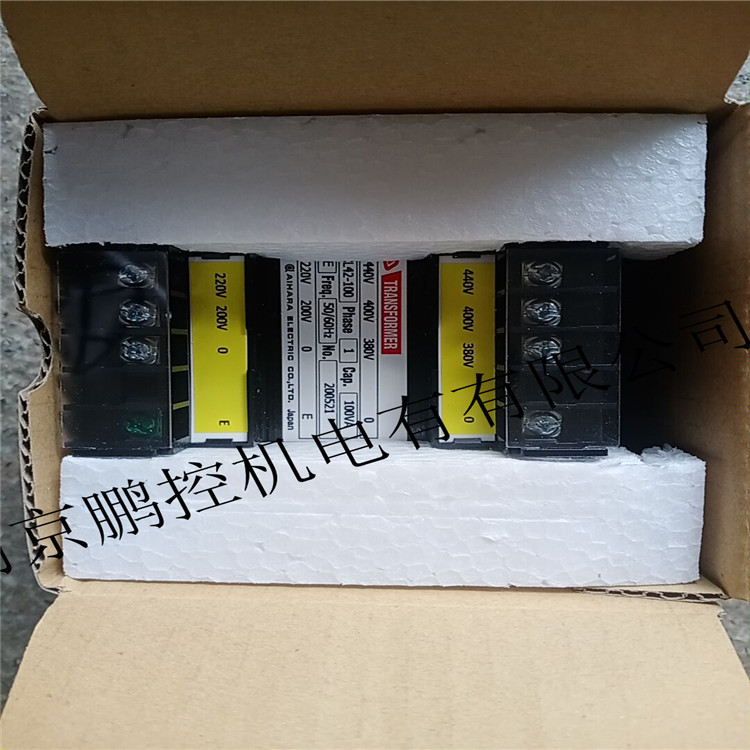 TRANSFORMER
42-100 Phase 1 Cap. 100VA
E Freq. 50/60Hz No. 200521
440V 400V 380V 0
220V 200V 0 E
AIHARA ELECTRIC CO.,LTD. Japan
220V 200V 0 E
440V 400V 380V 0
京鹏控机电有有限公司